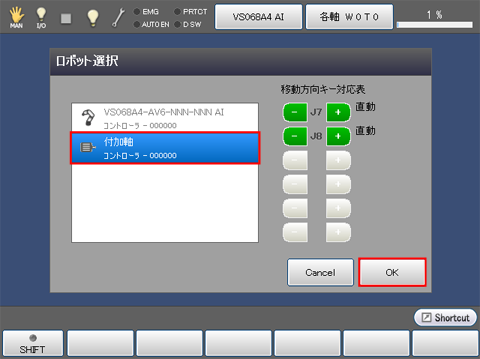 MAN
I/O
EMG
AUTO EN
PRTCT
D SW
VS068A4 AI
各軸 W 0 T 0
1 %
ロボット選択
移動方向キー対応表
VS068A4-AV6-NNN-NNN AI
コントローラ - 000000
付加軸
コントローラ - 000000
- J7 + 直動
- J8 + 直動
- +
- +
- +
- +
Cancel
OK
Shortcut
SHIFT